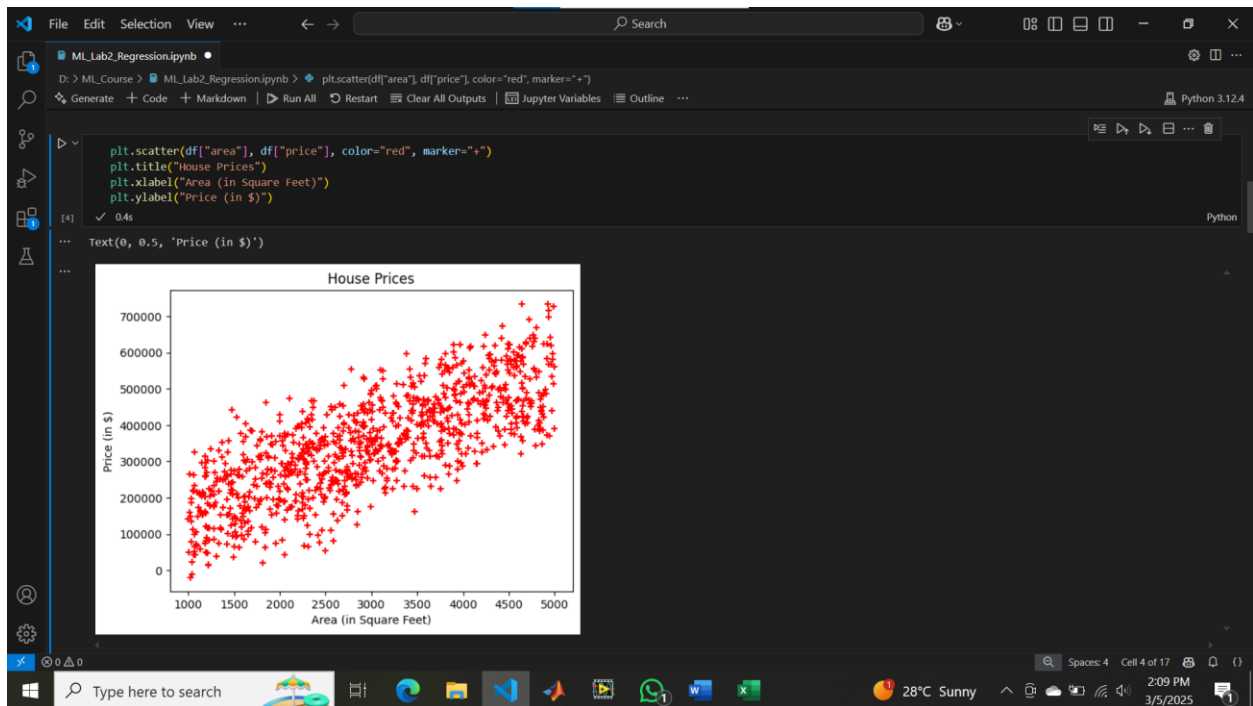 File Edit Selection View ··· Search
ML_Lab2_Regression.ipynb
D: > ML_Course > ML_Lab2_Regression.ipynb > plt.scatter(df["area"], df["price"], color="red", marker="+")
Generate + Code + Markdown | Run All Restart Clear All Outputs | Jupyter Variables Outline ··· Python 3.12.4
plt.scatter(df["area"], df["price"], color="red", marker="+")
plt.title("House Prices")
plt.xlabel("Area (in Square Feet)")
plt.ylabel("Price (in $)")
[4] ✓ 0.4s Python
··· Text(0, 0.5, 'Price (in $)')
···
House Prices
700000
600000
500000
400000
300000
200000
100000
0
Price (in $)
1000 1500 2000 2500 3000 3500 4000 4500 5000
Area (in Square Feet)
0 0 Spaces: 4 Cell 4 of 17
Type here to search 28°C Sunny 2:09 PM
3/5/2025